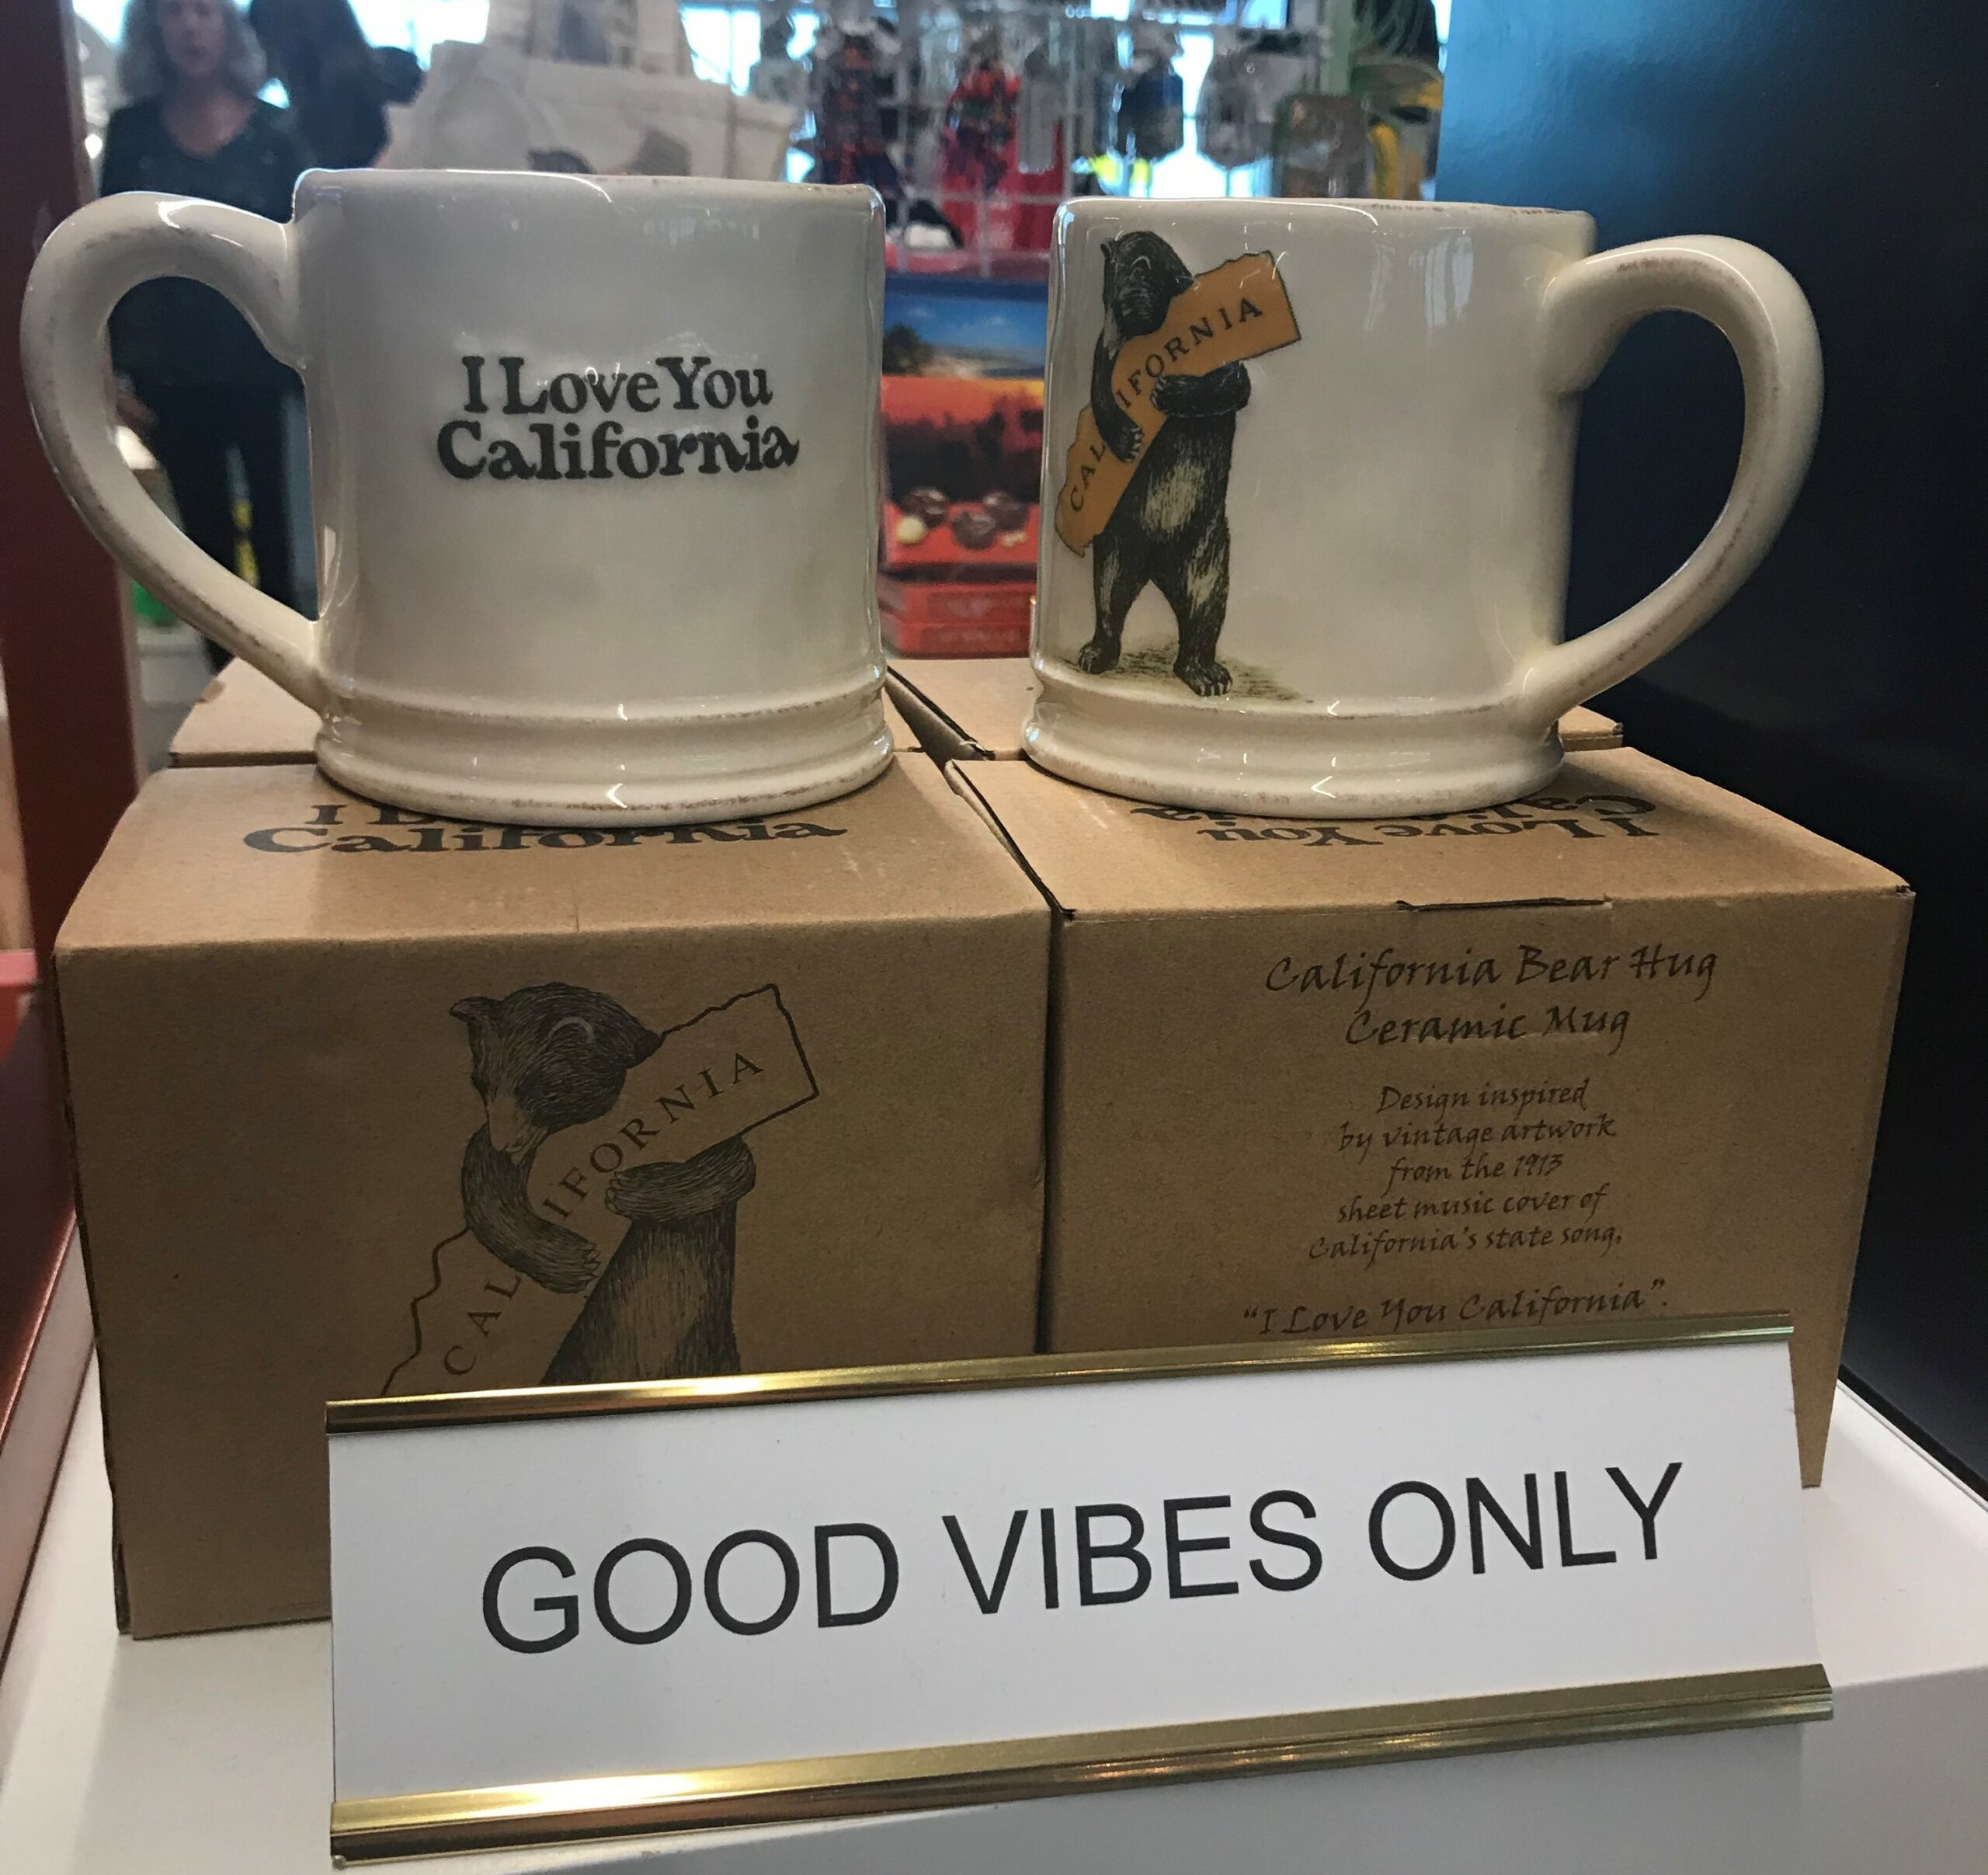 I Love You
California
CALIFORNIA
I
California
I Love You
CALIFORNIA
California Bear Hug
Ceramic Mug
Design inspired
by vintage artwork
from the 1913
sheet music cover of
California's state song,
"I Love You California".
GOOD VIBES ONLY